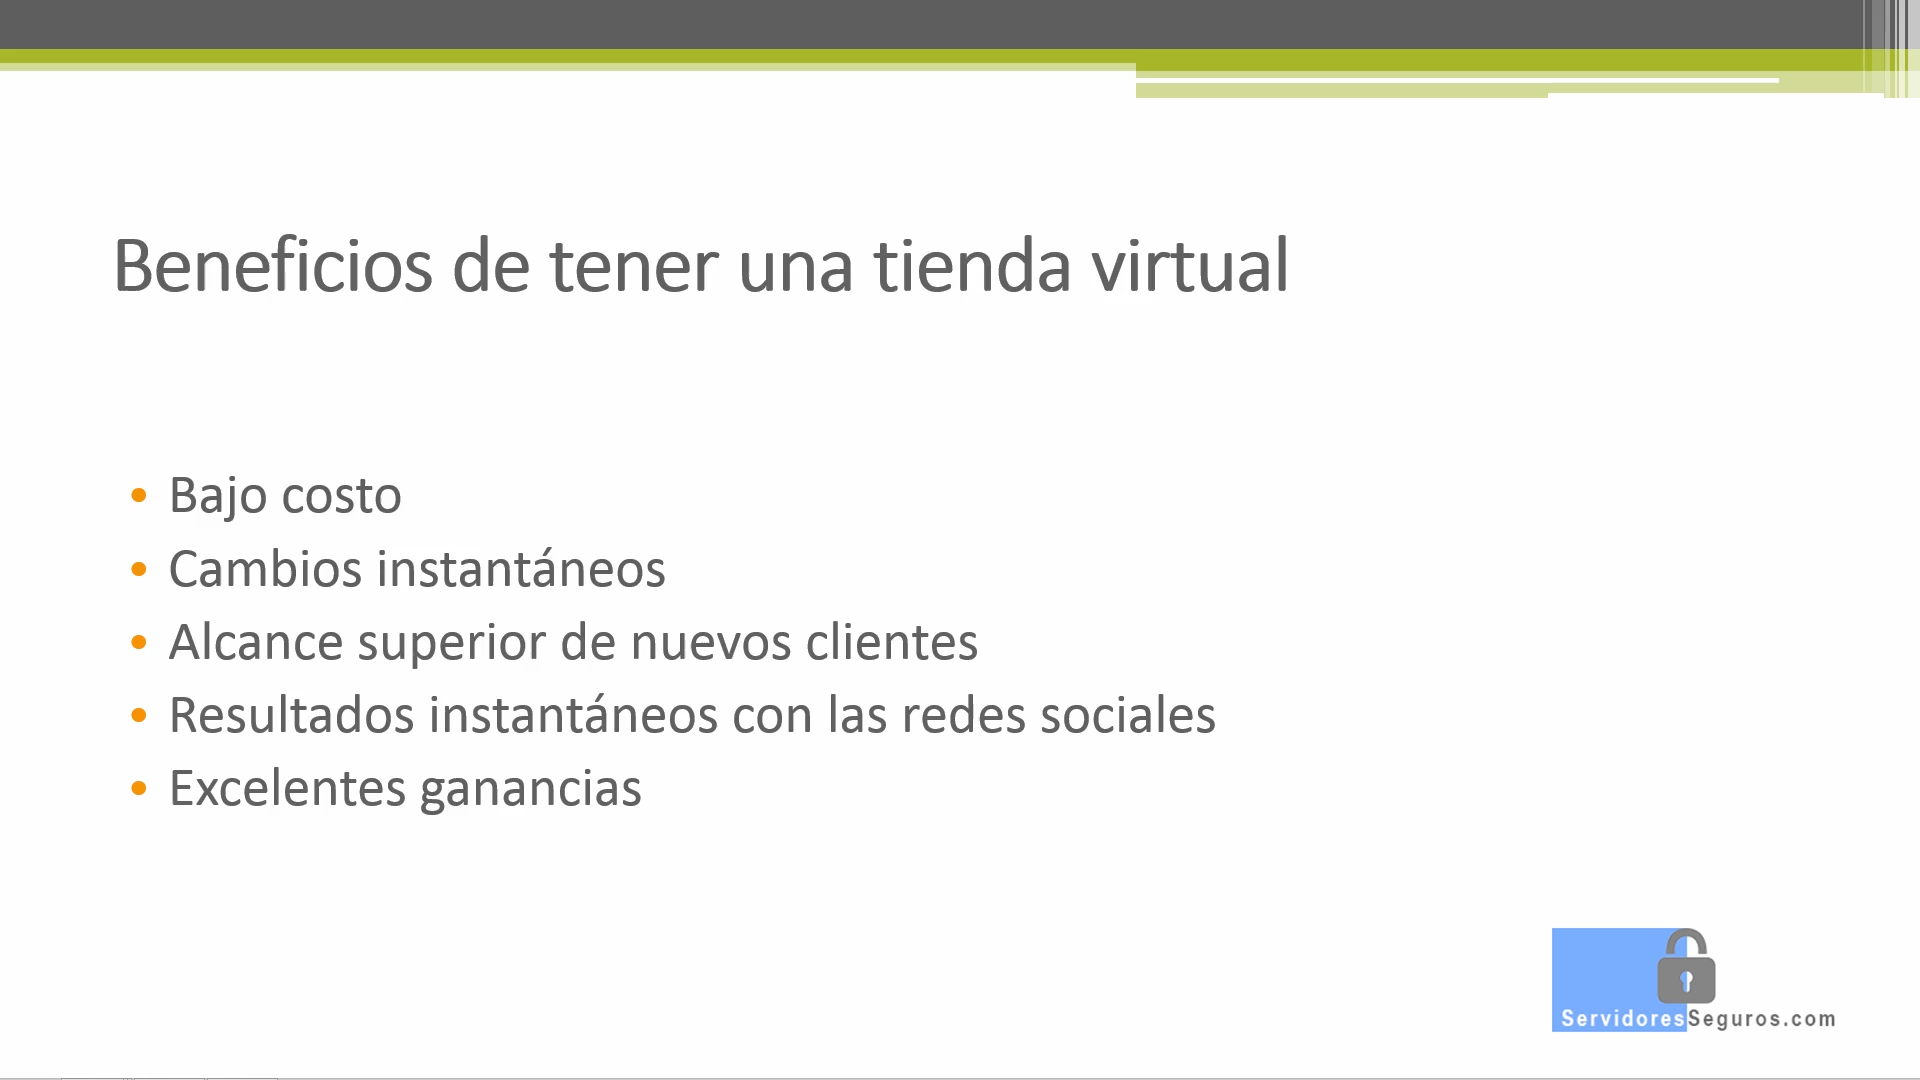 Beneficios de tener una tienda virtual
• Bajo costo
• Cambios instantáneos
• Alcance superior de nuevos clientes
• Resultados instantáneos con las redes sociales
• Excelentes ganancias
ServidoresSeguros.com